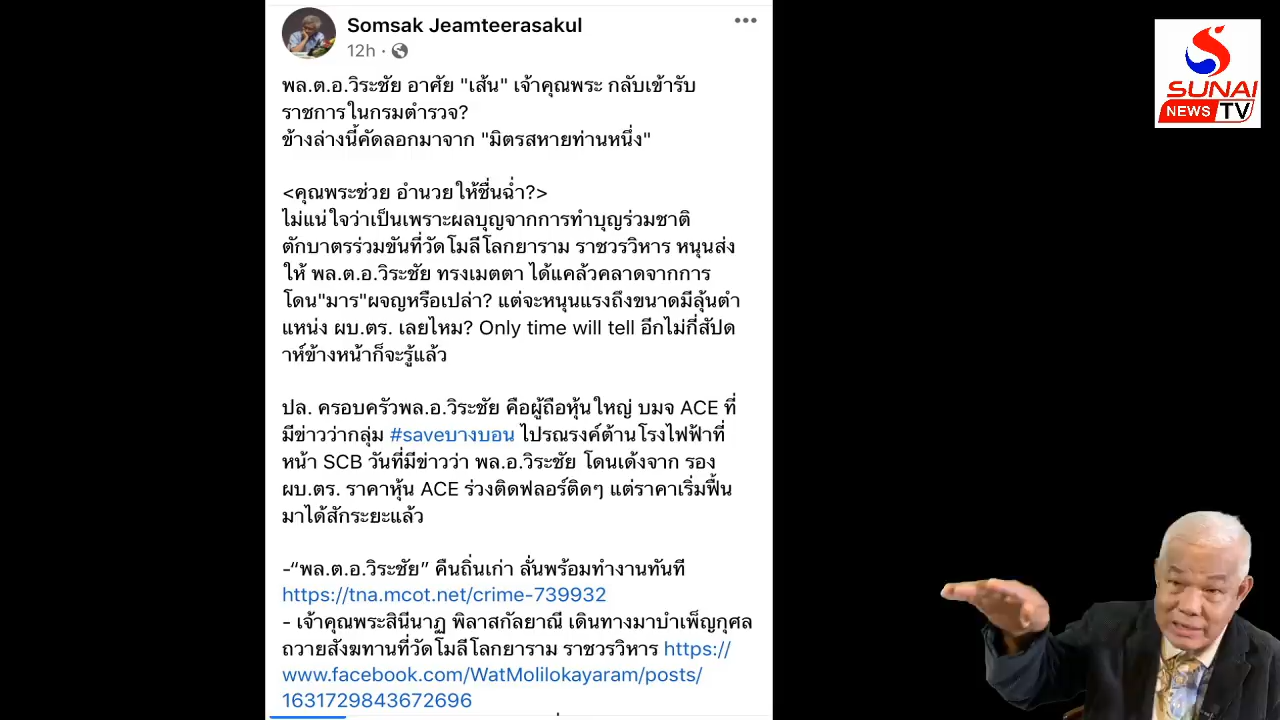 Somsak Jeamteerasakul
12h ·
พล.ต.อ.วิระชัย อาศัย "เส้น" เจ้าคุณพระ กลับเข้ารับ
ราชการในกรมตำรวจ?
ข้างล่างนี้คัดลอกมาจาก "มิตรสหายท่านหนึ่ง"
<คุณพระช่วย อำนวยให้ชื่นฉ่ำ?>
ไม่แน่ใจว่าเป็นเพราะผลบุญจากการทำบุญร่วมชาติ
ตักบาตรร่วมขันที่วัดโมลีโลกยาราม ราชวรวิหาร หนุนส่ง
ให้ พล.ต.อ.วิระชัย ทรงเมตตา ได้แคล้วคลาดจากการ
โดน"มาร"ผจญหรือเปล่า? แต่จะหนุนแรงถึงขนาดมีลุ้นตำ
แหน่ง ผบ.ตร. เลยไหม? Only time will tell อีกไม่กี่สัปด
าห์ข้างหน้าก็จะรู้แล้ว
ปล. ครอบครัวพล.อ.วิระชัย คือผู้ถือหุ้นใหญ่ บมจ ACE ที่
มีข่าวว่ากลุ่ม #saveบางบอน ไปรณรงค์ต้านโรงไฟฟ้าที่
หน้า SCB วันที่มีข่าวว่า พล.อ.วิระชัย โดนเด้งจาก รอง
ผบ.ตร. ราคาหุ้น ACE ร่วงติดฟลอร์ติดๆ แต่ราคาเริ่มฟื้น
มาได้สักระยะแล้ว
-“พล.ต.อ.วิระชัย” คืนถิ่นเก่า ลั่นพร้อมทำงานทันที
https://tna.mcot.net/crime-739932
- เจ้าคุณพระสินีนาฏ พิลาสกัลยาณี เดินทางมาบำเพ็ญกุศล
ถวายสังฆทานที่วัดโมลีโลกยาราม ราชวรวิหาร https://
www.facebook.com/WatMolilokayaram/posts/
1631729843672696
SUNAI
NEWS TV